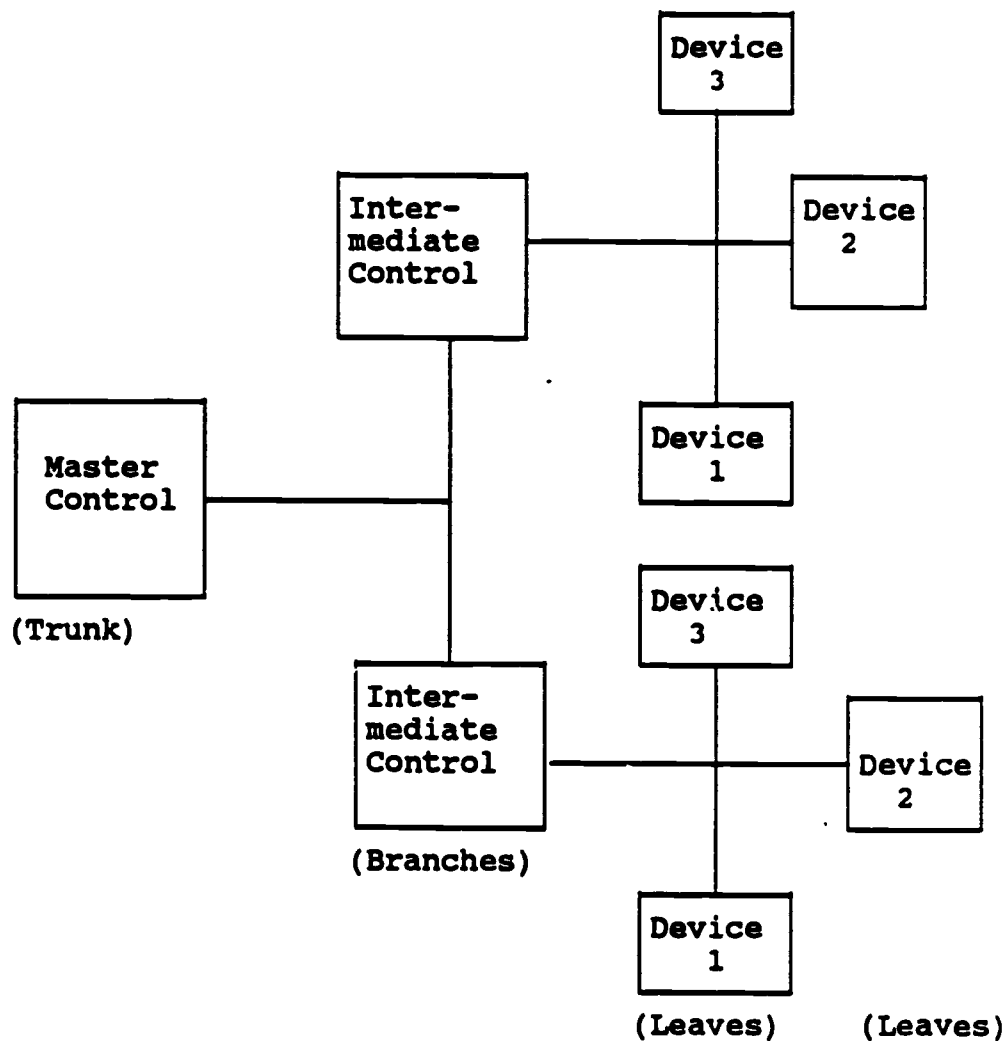 Device
3
Inter-
mediate
Control
Device
2
Master
Control
(Trunk)
Device
1
Device
3
Inter-
mediate
Control
(Branches)
Device
2
Device
1
(Leaves)
(Leaves)